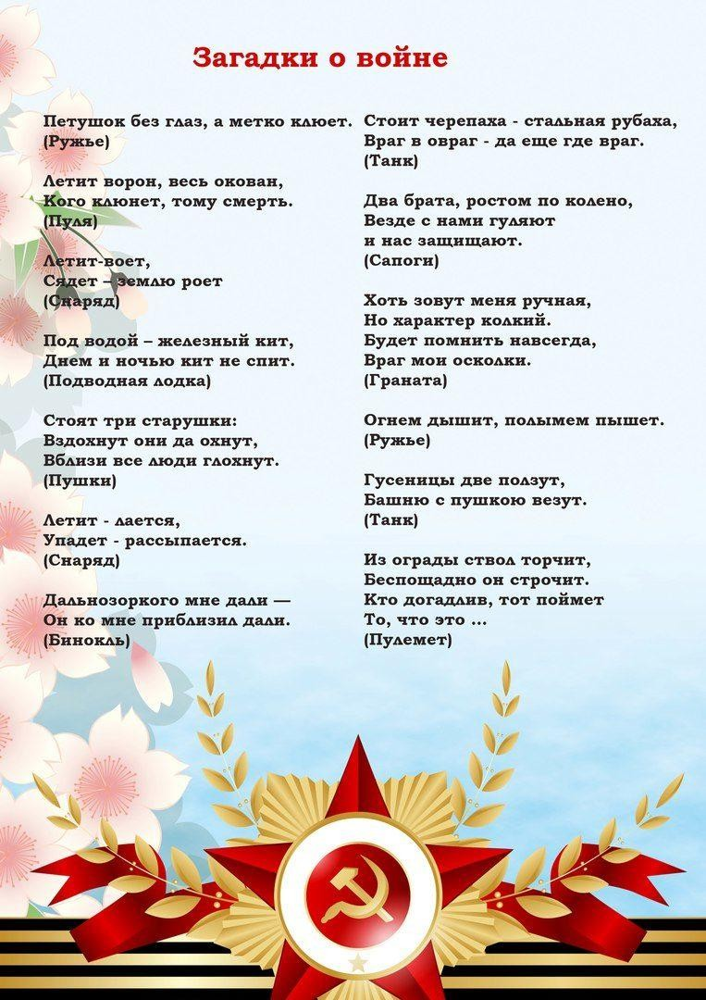 Загадки о войне
Петушок без глаз, а метко клюет.
(Ружье)
Летит ворон, весь окован,
Кого клюнет, тому смерть.
(Пуля)
Летит-воет,
Сядет – землю роет
(Снаряд)
Под водой – железный кит,
Днем и ночью кит не спит.
(Подводная лодка)
Стоят три старушки:
Вздохнут они да охнут,
Вблизи все люди глохнут.
(Пушки)
Летит - лается,
Упадет - рассыпается.
(Снаряд)
Дальнозоркого мне дали —
Он ко мне приблизил дали.
(Бинокль)
Стоит черепаха - стальная рубаха,
Враг в овраг - да еще где враг.
(Танк)
Два брата, ростом по колено,
Везде с нами гуляют
и нас защищают.
(Сапоги)
Хоть зовут меня ручная,
Но характер колкий.
Будет помнить навсегда,
Враг мои осколки.
(Граната)
Огнем дышит, полымем пышет.
(Ружье)
Гусеницы две ползут,
Башню с пушкою везут.
(Танк)
Из ограды ствол торчит,
Беспощадно он строчит.
Кто догадлив, тот поймет
То, что это ...
(Пулемет)